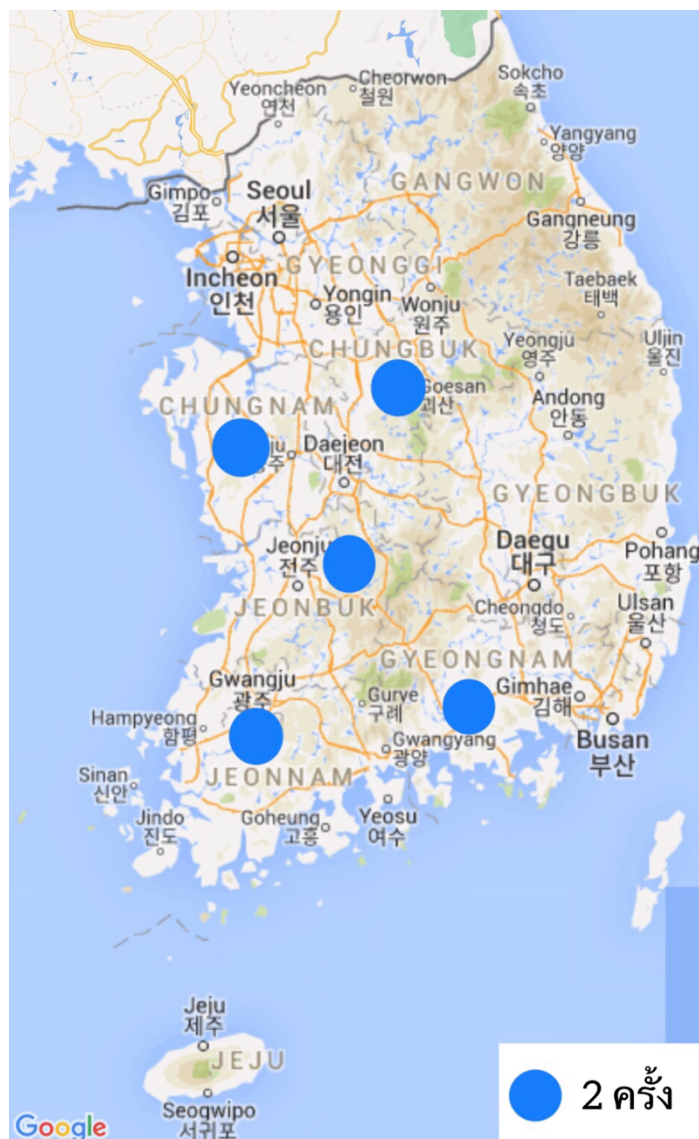 Sokcho
속초
Cheorwon
철원
Yeoncheon
연천
Yangyang
양양
GANGWON
Gimpo
김포
Seoul
서울
Gangneung
강릉
GYEONGGI
Incheon
인천
Yongin
용인
Wonju
원주
Taebaek
태백
CHUNGBUK
Yeongju
영주
Uljin
울진
Goesan
괴산
CHUNGNAM
Andong
안동
Daejeon
대전
GYEONGBUK
Jeonju
전주
Daegu
대구
Pohang
포항
JEONBUK
Cheongdo
청도
Ulsan
울산
GYEONGNAM
Gwangju
광주
Gurye
구례
Gimhae
김해
Hampyeong
함평
Gwangyang
광양
Busan
부산
JEONNAM
Sinan
신안
Jindo
진도
Goheung
고흥
Yeosu
여수
Jeju
제주
JEJU
Seogwipo
서귀포
2 ครั้ง
Google